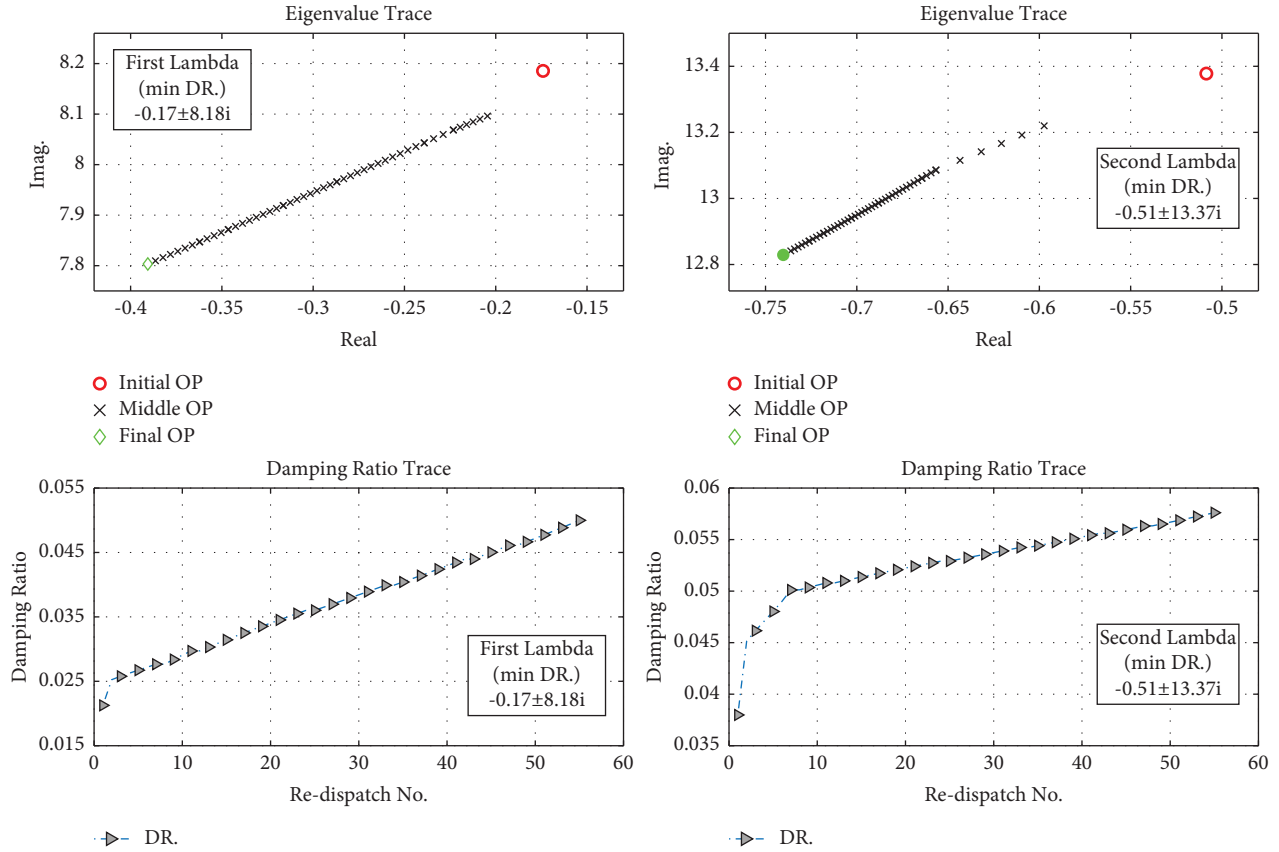 Eigenvalue Trace
8.2
8.1
8
7.9
7.8
Imag.
First Lambda
(min DR.)
-0.17±8.18i
-0.4
-0.35
-0.3
-0.25
-0.2
-0.15
Real
Initial OP
Middle OP
Final OP
Eigenvalue Trace
13.4
13.2
13
12.8
Imag.
Second Lambda
(min DR.)
-0.51±13.37i
-0.75
-0.7
-0.65
-0.6
-0.55
-0.5
Real
Initial OP
Middle OP
Final OP
Damping Ratio Trace
0.055
0.045
0.035
0.025
0.015
Damping Ratio
First Lambda
(min DR.)
-0.17±8.18i
0
10
20
30
40
50
60
Re-dispatch No.
DR.
Damping Ratio Trace
0.06
0.055
0.05
0.045
0.04
0.035
Damping Ratio
Second Lambda
(min DR.)
-0.51±13.37i
0
10
20
30
40
50
60
Re-dispatch No.
DR.